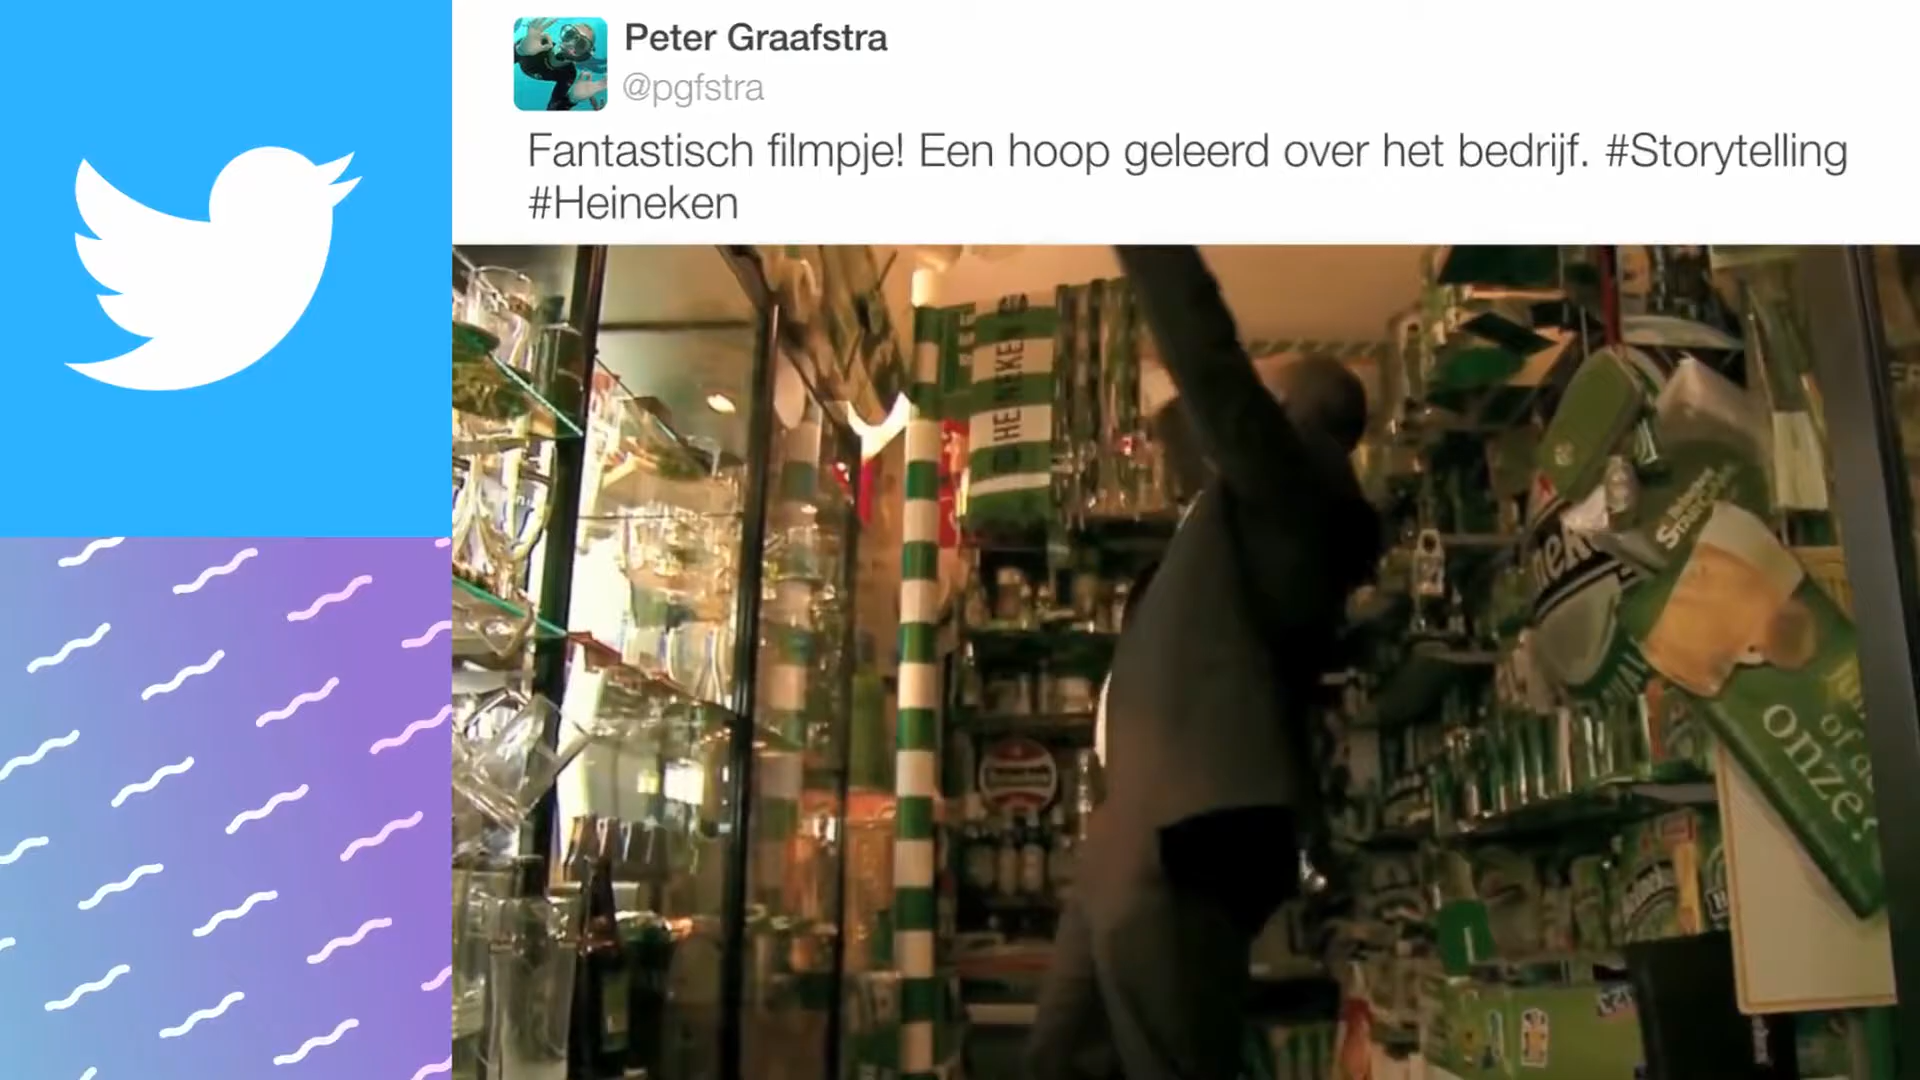 Peter Graafstra
@pgfstra
Fantastisch filmpje! Een hoop geleerd over het bedrijf. #Storytelling
#Heineken
HEINEKEN
onze